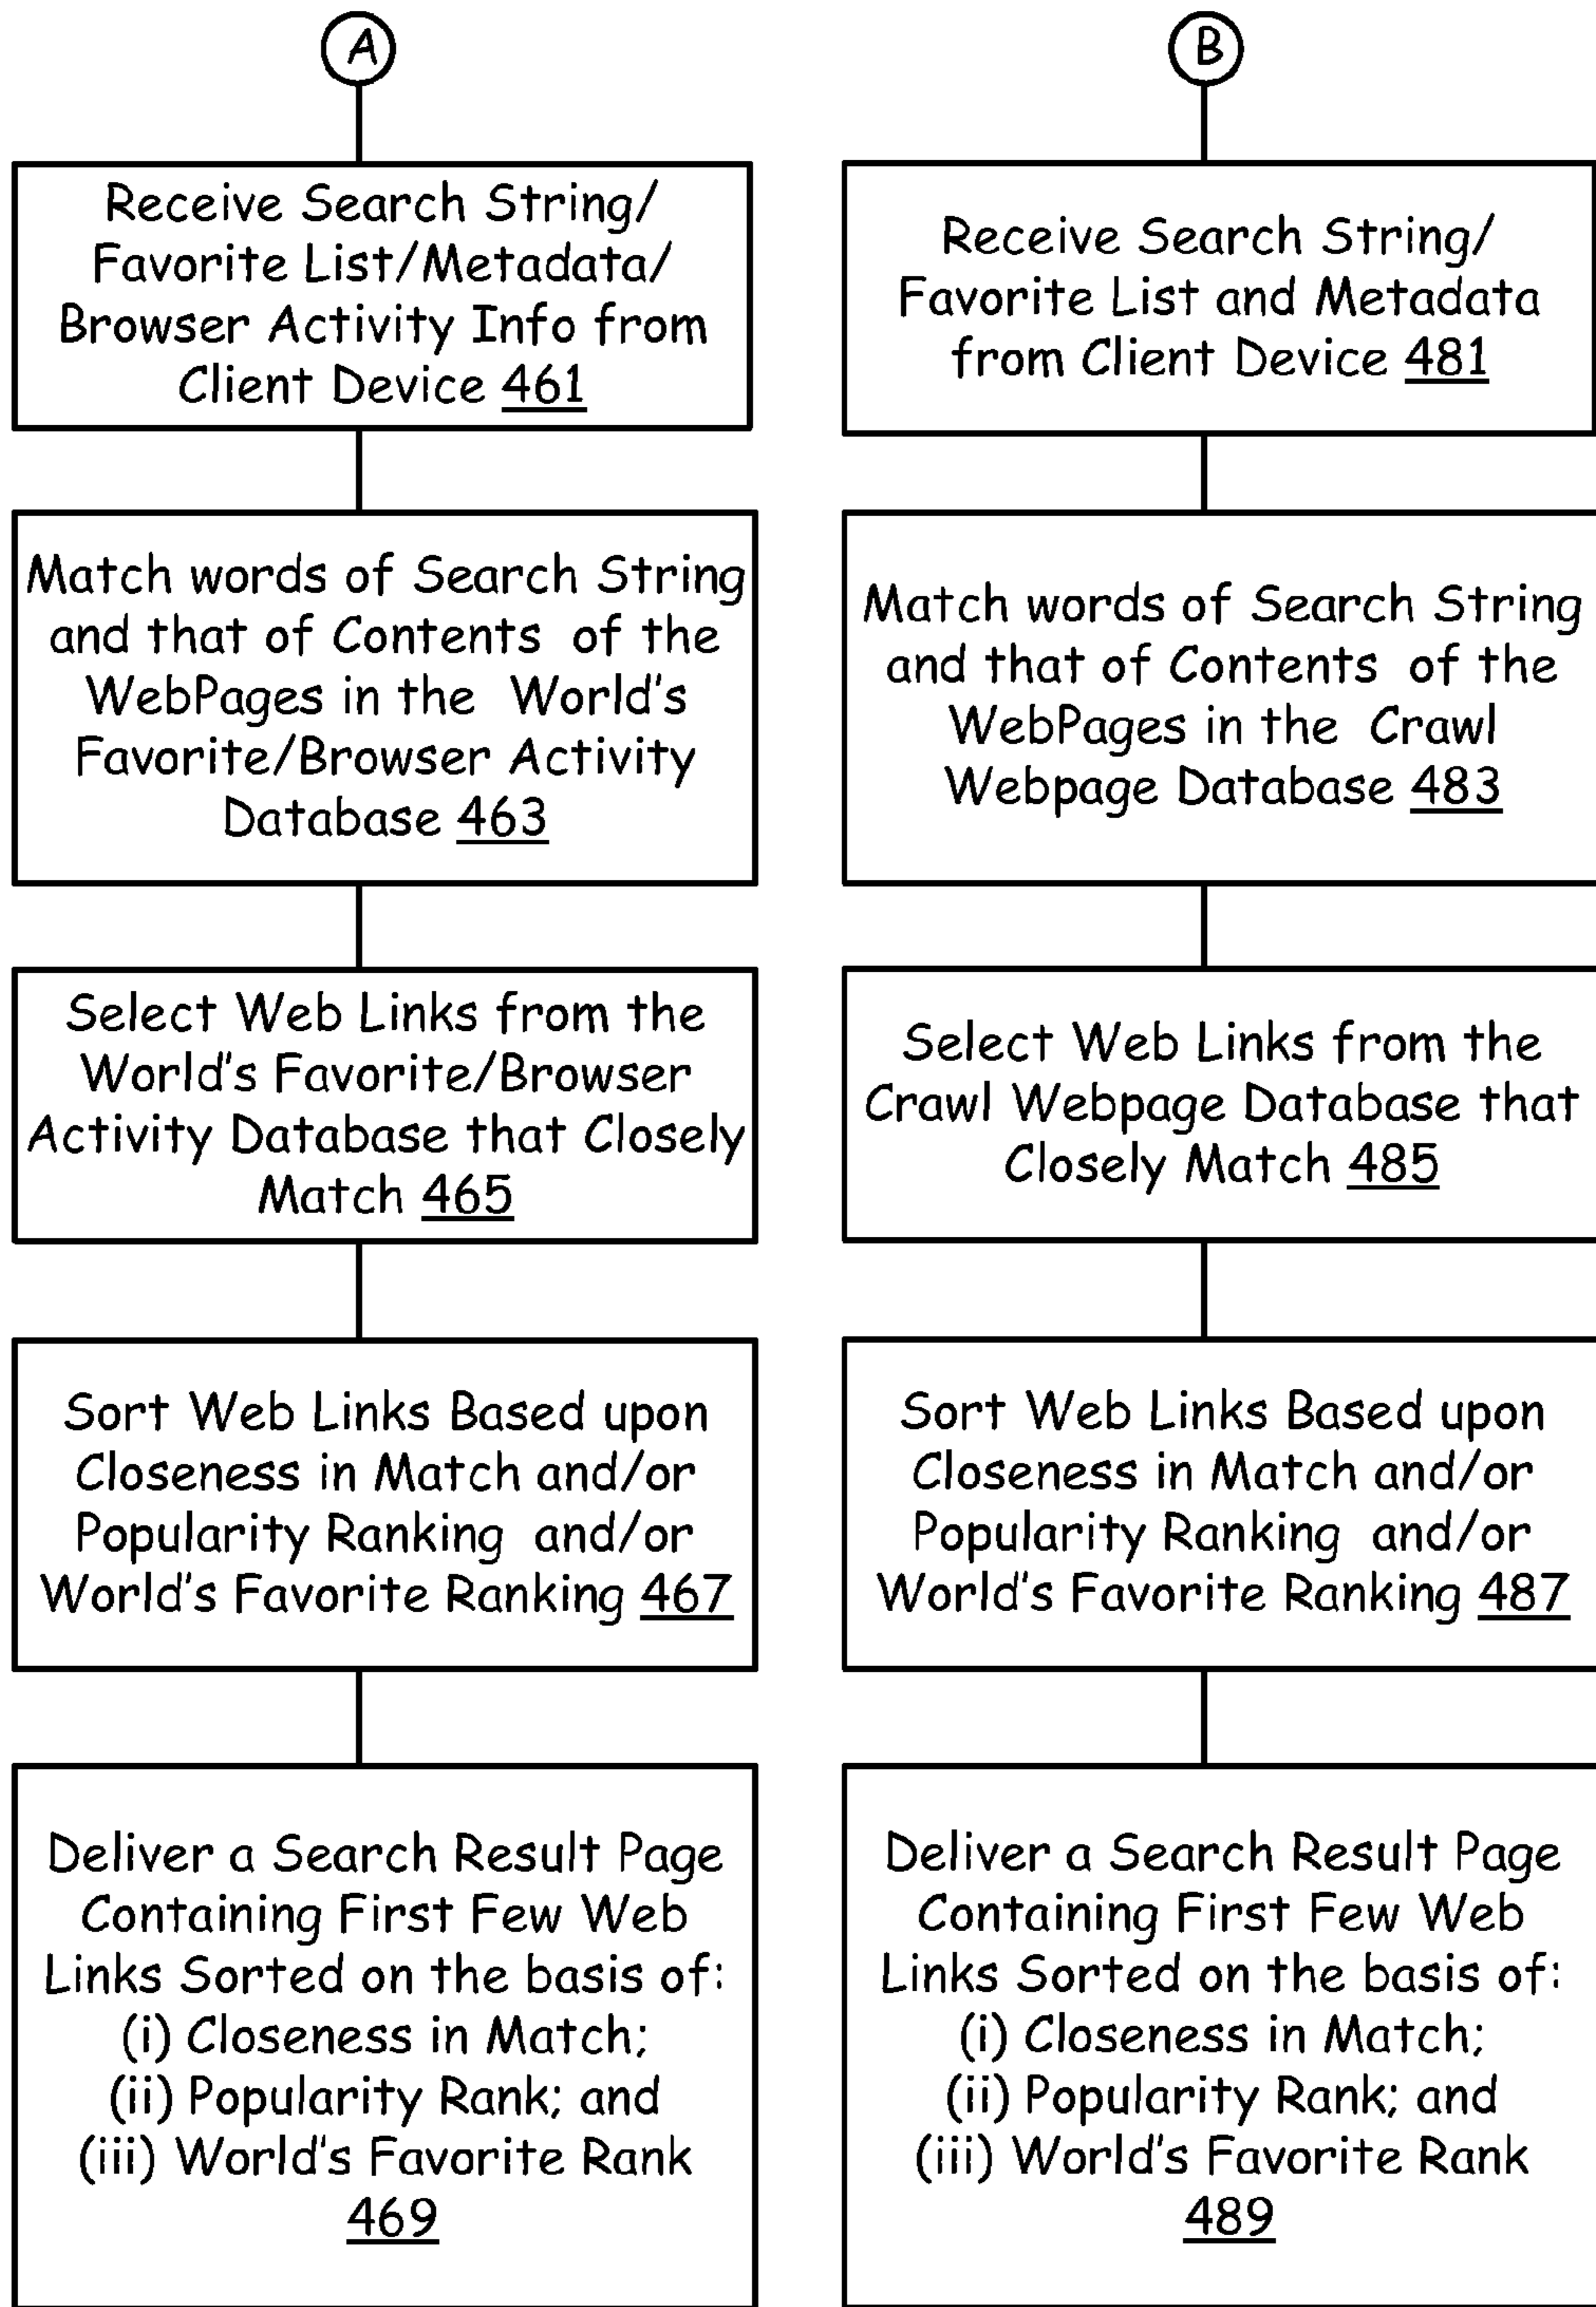 A
Receive Search String/
Favorite List/Metadata/
Browser Activity Info from
Client Device 461
Match words of Search String
and that of Contents of the
WebPages in the World's
Favorite/Browser Activity
Database 463
Select Web Links from the
World's Favorite/Browser
Activity Database that Closely
Match 465
Sort Web Links Based upon
Closeness in Match and/or
Popularity Ranking and/or
World's Favorite Ranking 467
Deliver a Search Result Page
Containing First Few Web
Links Sorted on the basis of:
(i) Closeness in Match;
(ii) Popularity Rank; and
(iii) World's Favorite Rank
469
B
Receive Search String/
Favorite List and Metadata
from Client Device 481
Match words of Search String
and that of Contents of the
WebPages in the Crawl
Webpage Database 483
Select Web Links from the
Crawl Webpage Database that
Closely Match 485
Sort Web Links Based upon
Closeness in Match and/or
Popularity Ranking and/or
World's Favorite Ranking 487
Deliver a Search Result Page
Containing First Few Web
Links Sorted on the basis of:
(i) Closeness in Match;
(ii) Popularity Rank; and
(iii) World's Favorite Rank
489